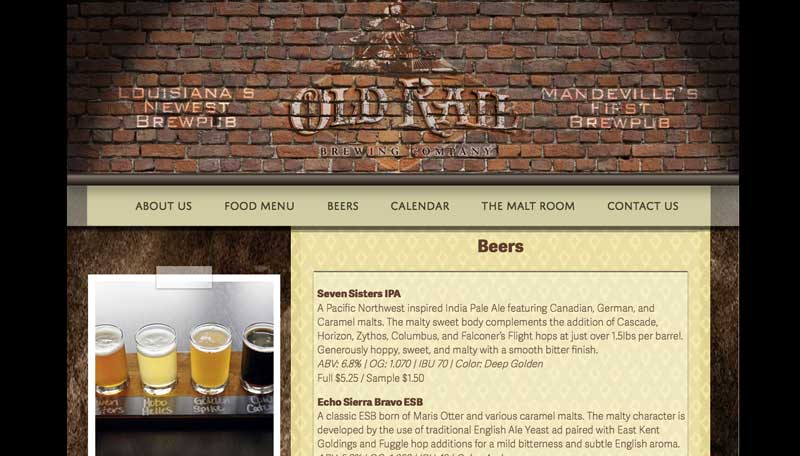 LOUISIANA'S
NEWEST
BREWPUB
OLD RAIL
BREWING COMPANY
MANDEVILLE'S
FIRST
BREWPUB
ABOUT US FOOD MENU BEERS CALENDAR THE MALT ROOM CONTACT US
Beers
Seven Sisters IPA
A Pacific Northwest inspired India Pale Ale featuring Canadian, German, and
Caramel malts. The malty sweet body complements the addition of Cascade,
Horizon, Zythos, Columbus, and Falconer's Flight hops at just over 1.5lbs per barrel.
Generously hoppy, sweet, and malty with a smooth bitter finish.
ABV: 6.8% | OG: 1.070 | IBU 70 | Color: Deep Golden
Full $5.25 / Sample $1.50
Echo Sierra Bravo ESB
A classic ESB born of Maris Otter and various caramel malts. The malty character is
developed by the use of traditional English Ale Yeast ad paired with East Kent
Goldings and Fuggle hop additions for a mild bitterness and subtle English aroma.
Hobo
Helles
Golden
Spike